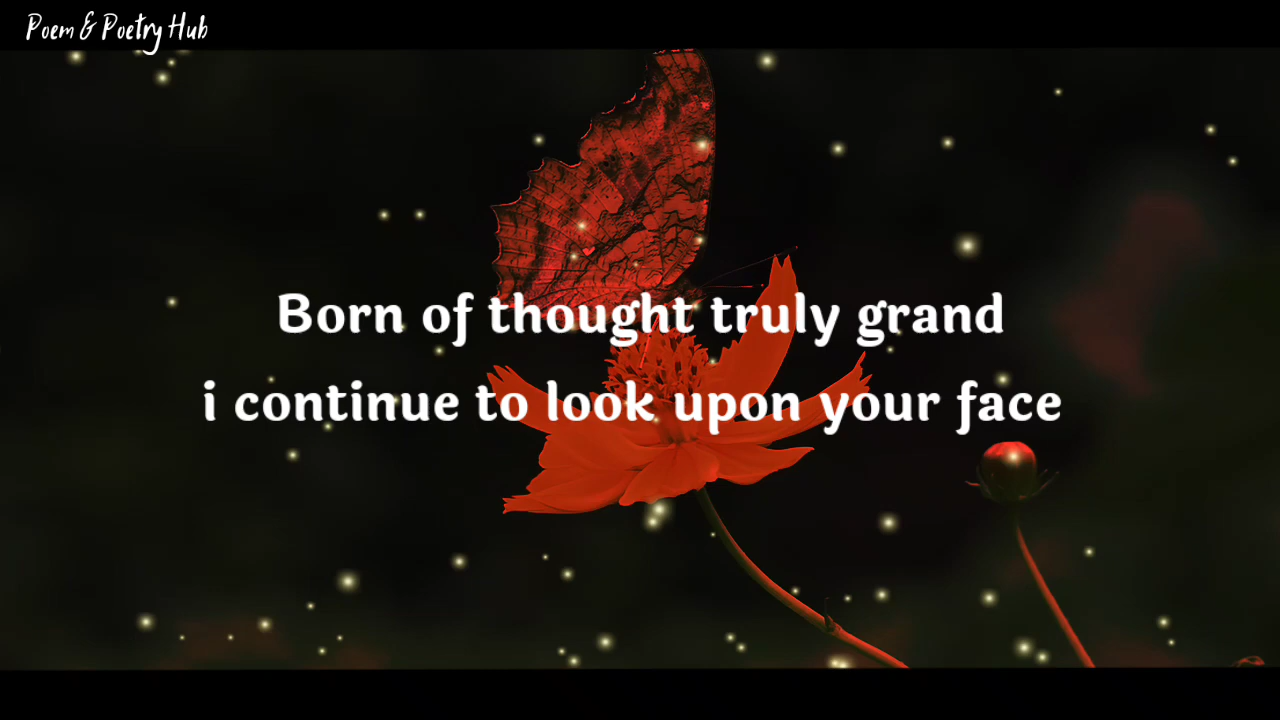 Poem & Poetry Hub
Born of thought truly grand
i continue to look upon your face